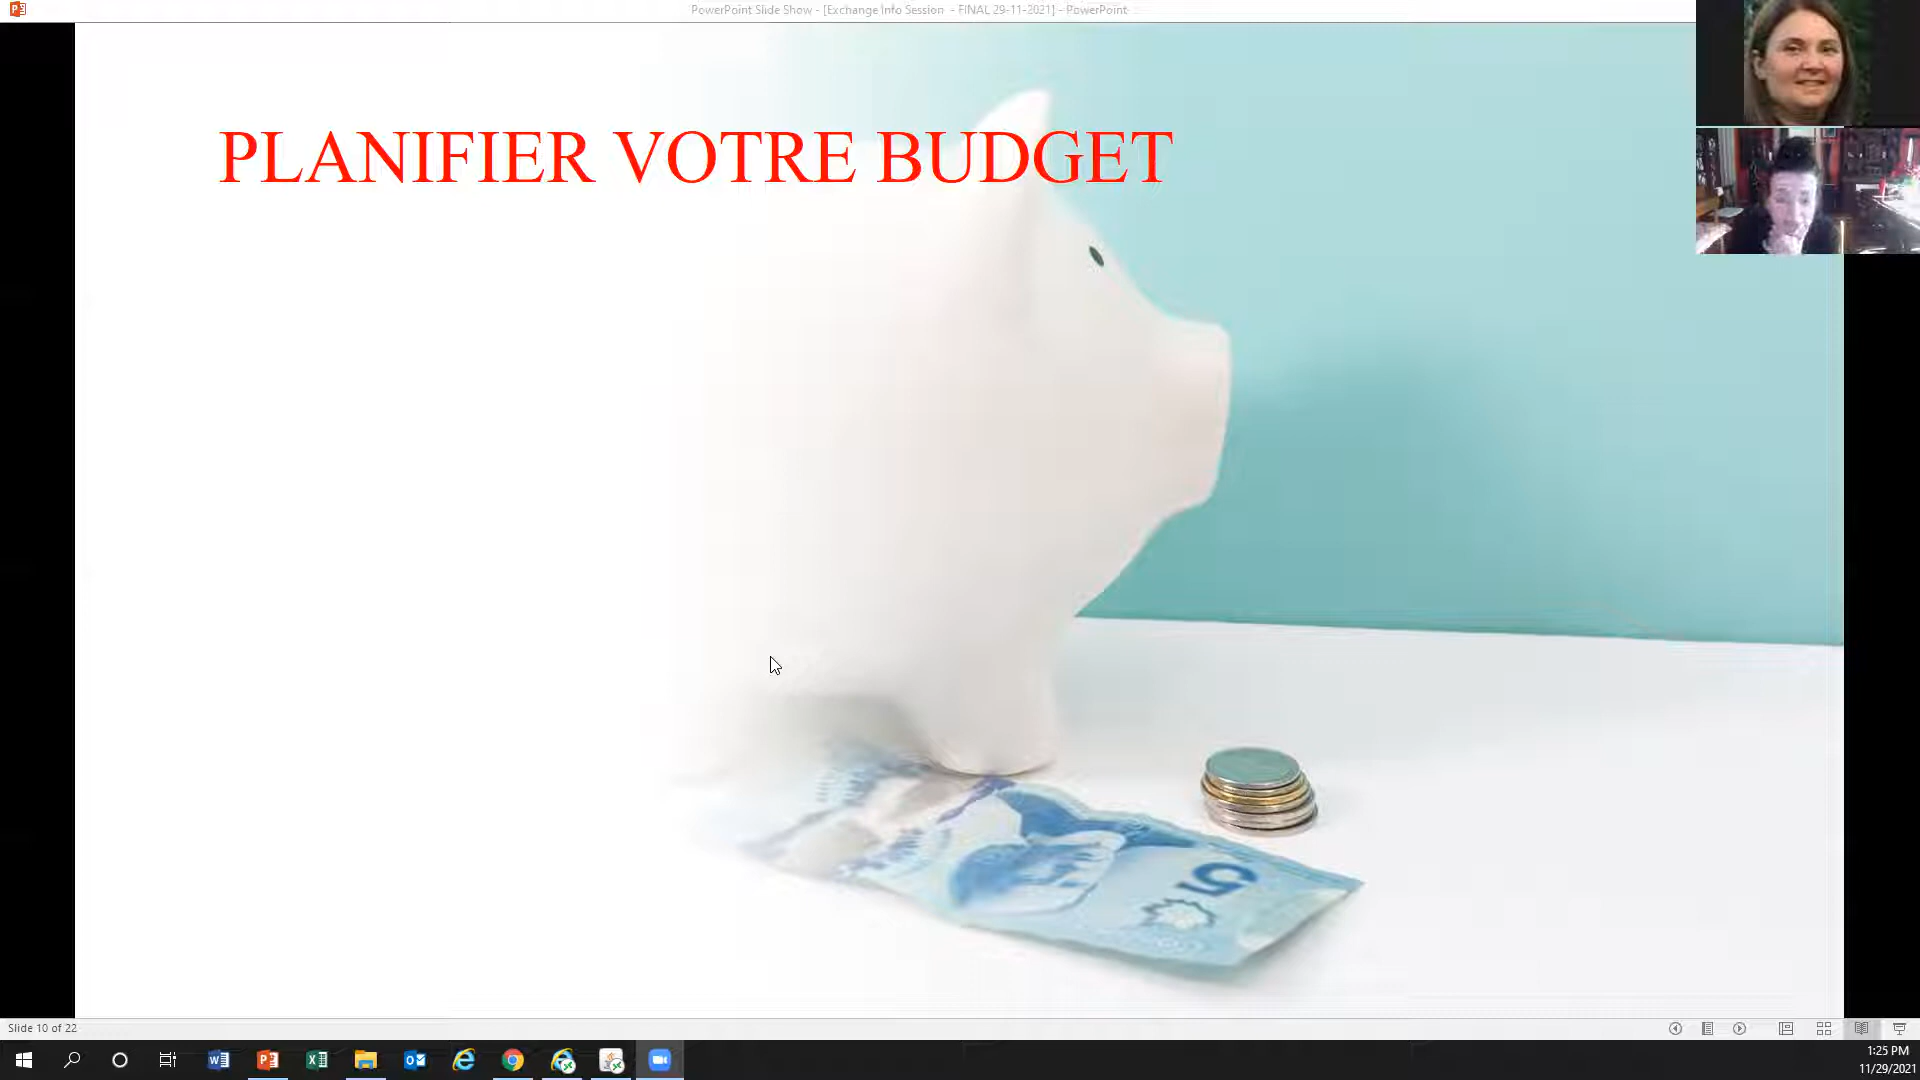 PowerPoint Slide Show - [Exchange Info Session - FINAL 29-11-2021] - PowerPoint
PLANIFIER VOTRE BUDGET
5
Slide 10 of 22
1:25 PM
11/29/2021